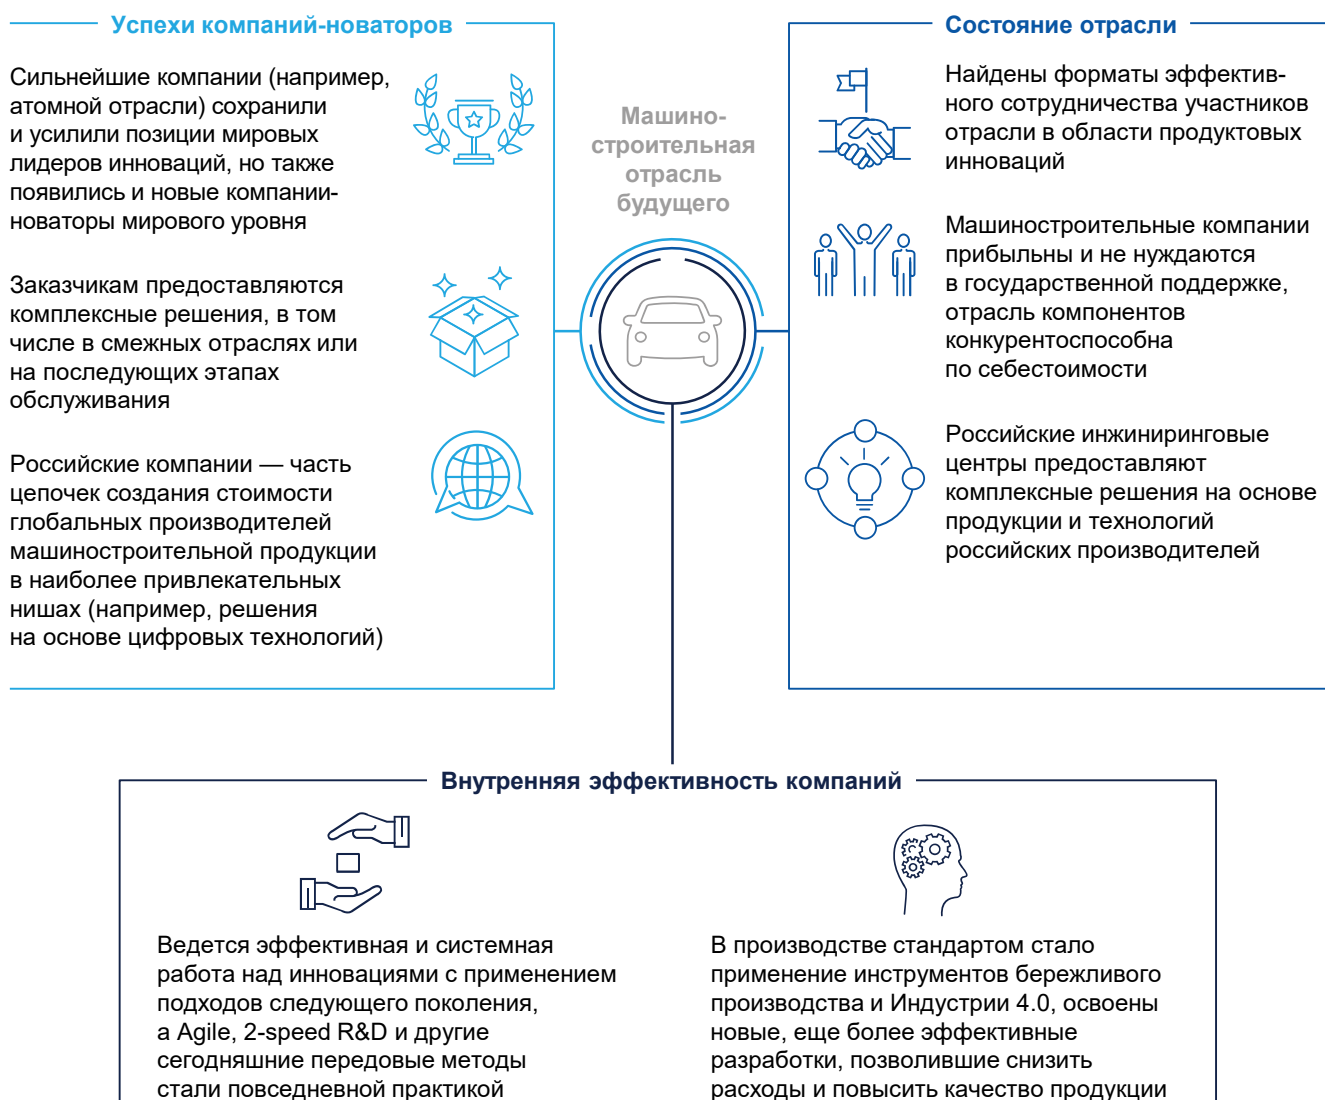 Успехи компаний-новаторов
Сильнейшие компании (например,
атомной отрасли) сохранили
и усилили позиции мировых
лидеров инноваций, но также
появились и новые компании-
новаторы мирового уровня
Заказчикам предоставляются
комплексные решения, в том
числе в смежных отраслях или
на последующих этапах
обслуживания
Российские компании — часть
цепочек создания стоимости
глобальных производителей
машиностроительной продукции
в наиболее привлекательных
нишах (например, решения
на основе цифровых технологий)
Машино-
строительная
отрасль
будущего
Состояние отрасли
Найдены форматы эффектив-
ного сотрудничества участников
отрасли в области продуктовых
инноваций
Машиностроительные компании
прибыльны и не нуждаются
в государственной поддержке,
отрасль компонентов
конкурентоспособна
по себестоимости
Российские инжиниринговые
центры предоставляют
комплексные решения на основе
продукции и технологий
российских производителей
Внутренняя эффективность компаний
Ведется эффективная и системная
работа над инновациями с применением
подходов следующего поколения,
а Agile, 2-speed R&D и другие
сегодняшние передовые методы
стали повседневной практикой
В производстве стандартом стало
применение инструментов бережливого
производства и Индустрии 4.0, освоены
новые, еще более эффективные
разработки, позволившие снизить
расходы и повысить качество продукции